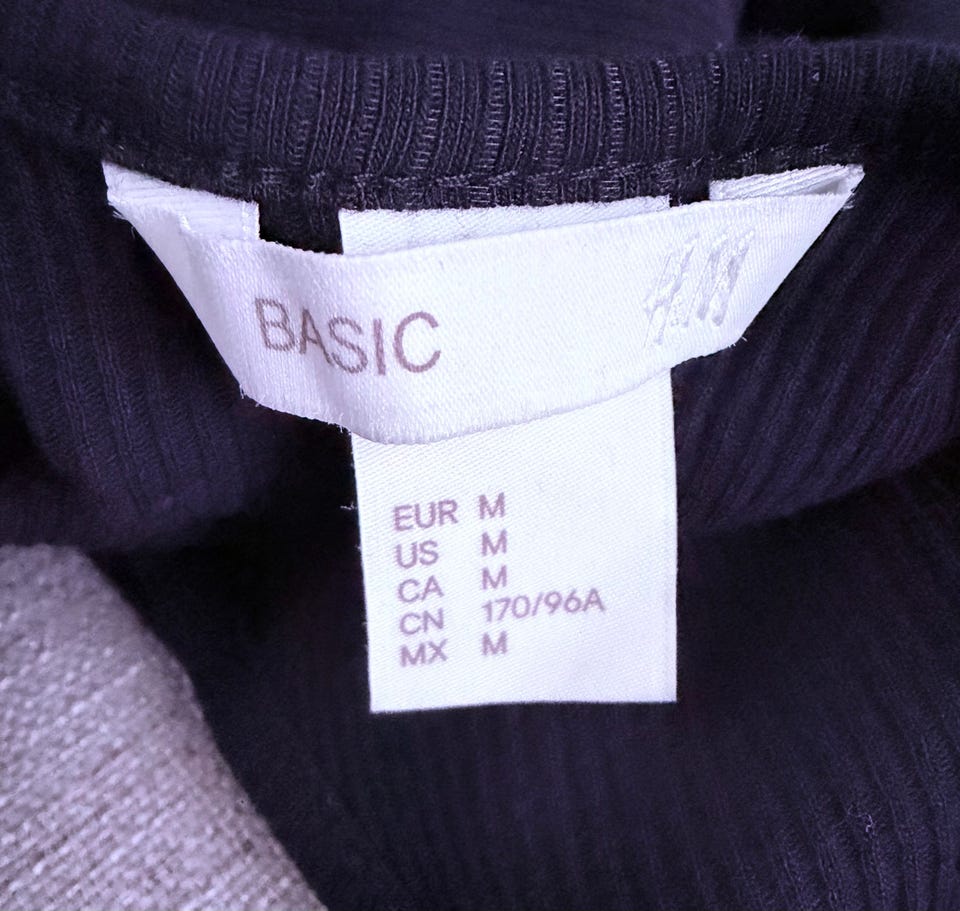 BASIC H&M
EUR M
US M
CA M
CN 170/96A
MX M